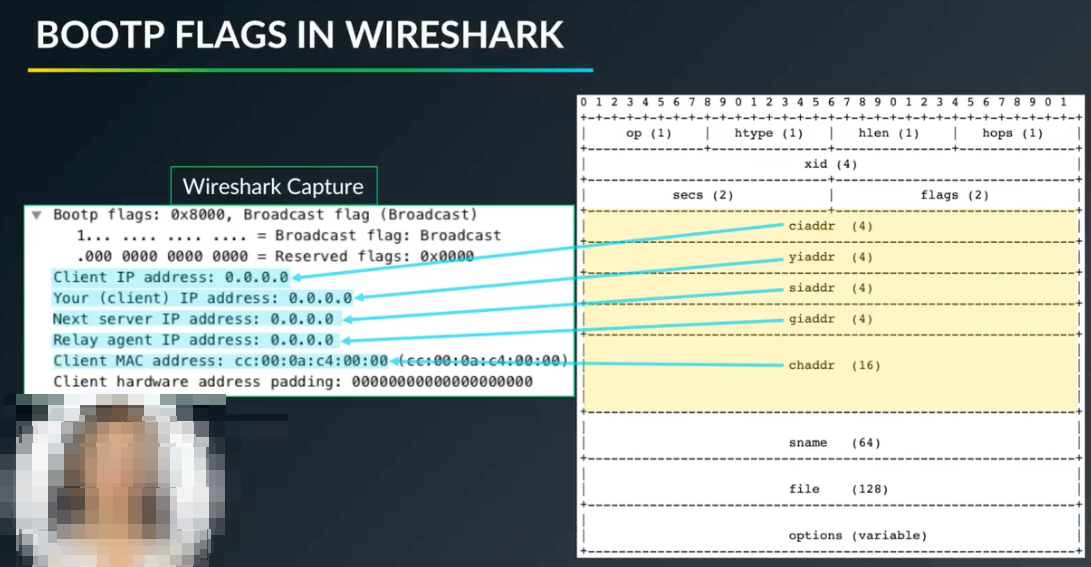 BOOTP FLAGS IN WIRESHARK
Wireshark Capture
Bootp flags: 0x8000, Broadcast flag (Broadcast)
1... .... .... .... = Broadcast flag: Broadcast
.000 0000 0000 0000 = Reserved flags: 0x0000
Client IP address: 0.0.0.0
Your (client) IP address: 0.0.0.0
Next server IP address: 0.0.0.0
Relay agent IP address: 0.0.0.0
Client MAC address: cc:00:0a:c4:00:00 (cc:00:0a:c4:00:00)
Client hardware address padding: 00000000000000000000
0 1 2 3 4 5 6 7 8 9 0 1 2 3 4 5 6 7 8 9 0 1 2 3 4 5 6 7 8 9 0 1
op (1) | htype (1) | hlen (1) | hops (1)
xid (4)
secs (2) | flags (2)
ciaddr (4)
yiaddr (4)
siaddr (4)
giaddr (4)
chaddr (16)
sname (64)
file (128)
options (variable)